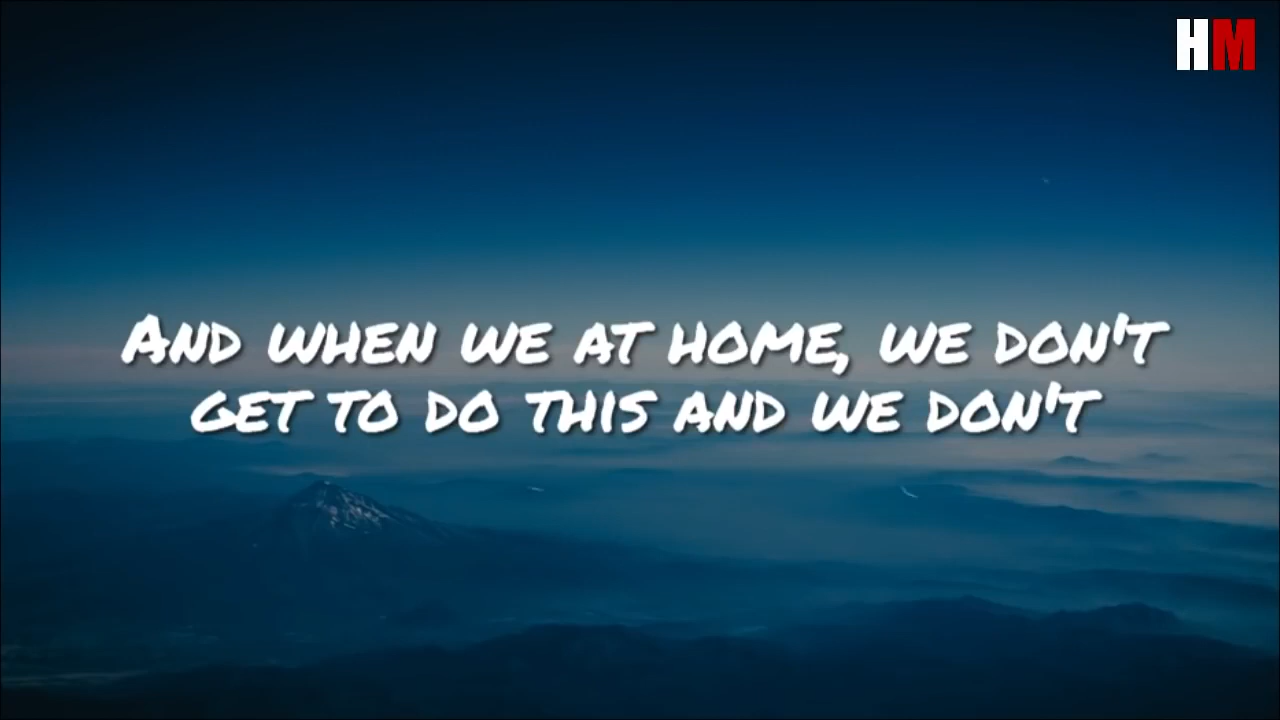 HM
AND WHEN WE AT HOME, WE DON'T
GET TO DO THIS AND WE DON'T